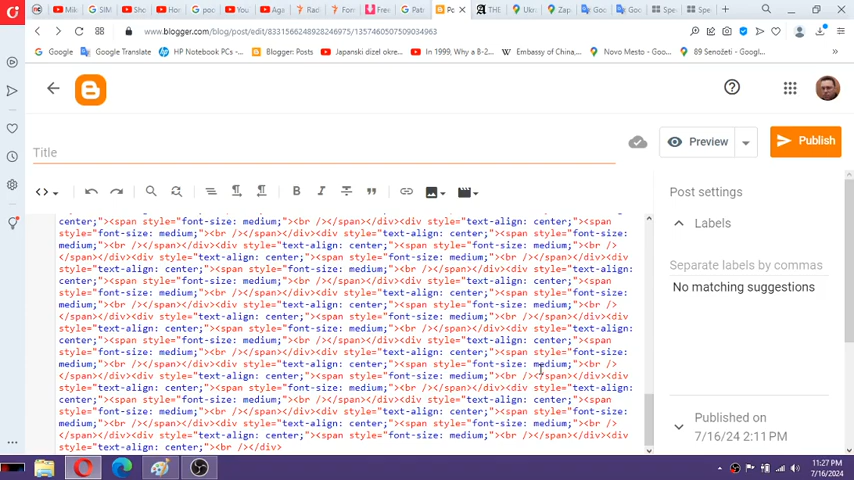 Mik
G SIM
Sho
Hor
G poc
You
Aga
Rad
For
Free
G Patr
Pc
THE
Ukr
Zap
Goo
Goo
Spe
Spe
www.blogger.com/blog/post/edit/8331566248928246975/1357460507509034963
Google
Google Translate
HP Notebook PCs
Blogger: Posts
Japanski dizel okre...
In 1999, Why a B-2...
Embassy of China,...
Novo Mesto - Google...
89 Senožeti - Googl...
Title
Preview
Publish
B
I
Post settings
Labels
Separate labels by commas
No matching suggestions
Published on
7/16/24 2:11 PM
center;"><span style="font-size: medium;"><br /></span></div><div style="text-align: center;"><span
style="font-size: medium;"><br /></span></div><div style="text-align: center;"><span style="font-size:
medium;"><br /></span></div><div style="text-align: center;"><span style="font-size: medium;"><br />
</span></div><div style="text-align: center;"><span style="font-size: medium;"><br /></span></div><div
style="text-align: center;"><span style="font-size: medium;"><br /></span></div><div style="text-align:
center;"><span style="font-size: medium;"><br /></span></div><div style="text-align: center;"><span
style="font-size: medium;"><br /></span></div><div style="text-align: center;"><span style="font-size:
medium;"><br /></span></div><div style="text-align: center;"><span style="font-size: medium;"><br />
</span></div><div style="text-align: center;"><span style="font-size: medium;"><br /></span></div><div
style="text-align: center;"><span style="font-size: medium;"><br /></span></div><div style="text-align:
center;"><span style="font-size: medium;"><br /></span></div><div style="text-align: center;"><span
style="font-size: medium;"><br /></span></div><div style="text-align: center;"><span style="font-size:
medium;"><br /></span></div><div style="text-align: center;"><span style="font-size: medium;"><br />
</span></div><div style="text-align: center;"><span style="font-size: medium;"><br /></span></div><div
style="text-align: center;"><span style="font-size: medium;"><br /></span></div><div style="text-align:
center;"><span style="font-size: medium;"><br /></span></div><div style="text-align: center;"><span
style="font-size: medium;"><br /></span></div><div style="text-align: center;"><span style="font-size:
medium;"><br /></span></div><div style="text-align: center;"><span style="font-size: medium;"><br />
</span></div><div style="text-align: center;"><span style="font-size: medium;"><br /></span></div><div
style="text-align: center;"><br /></div>
11:27 PM
7/16/2024